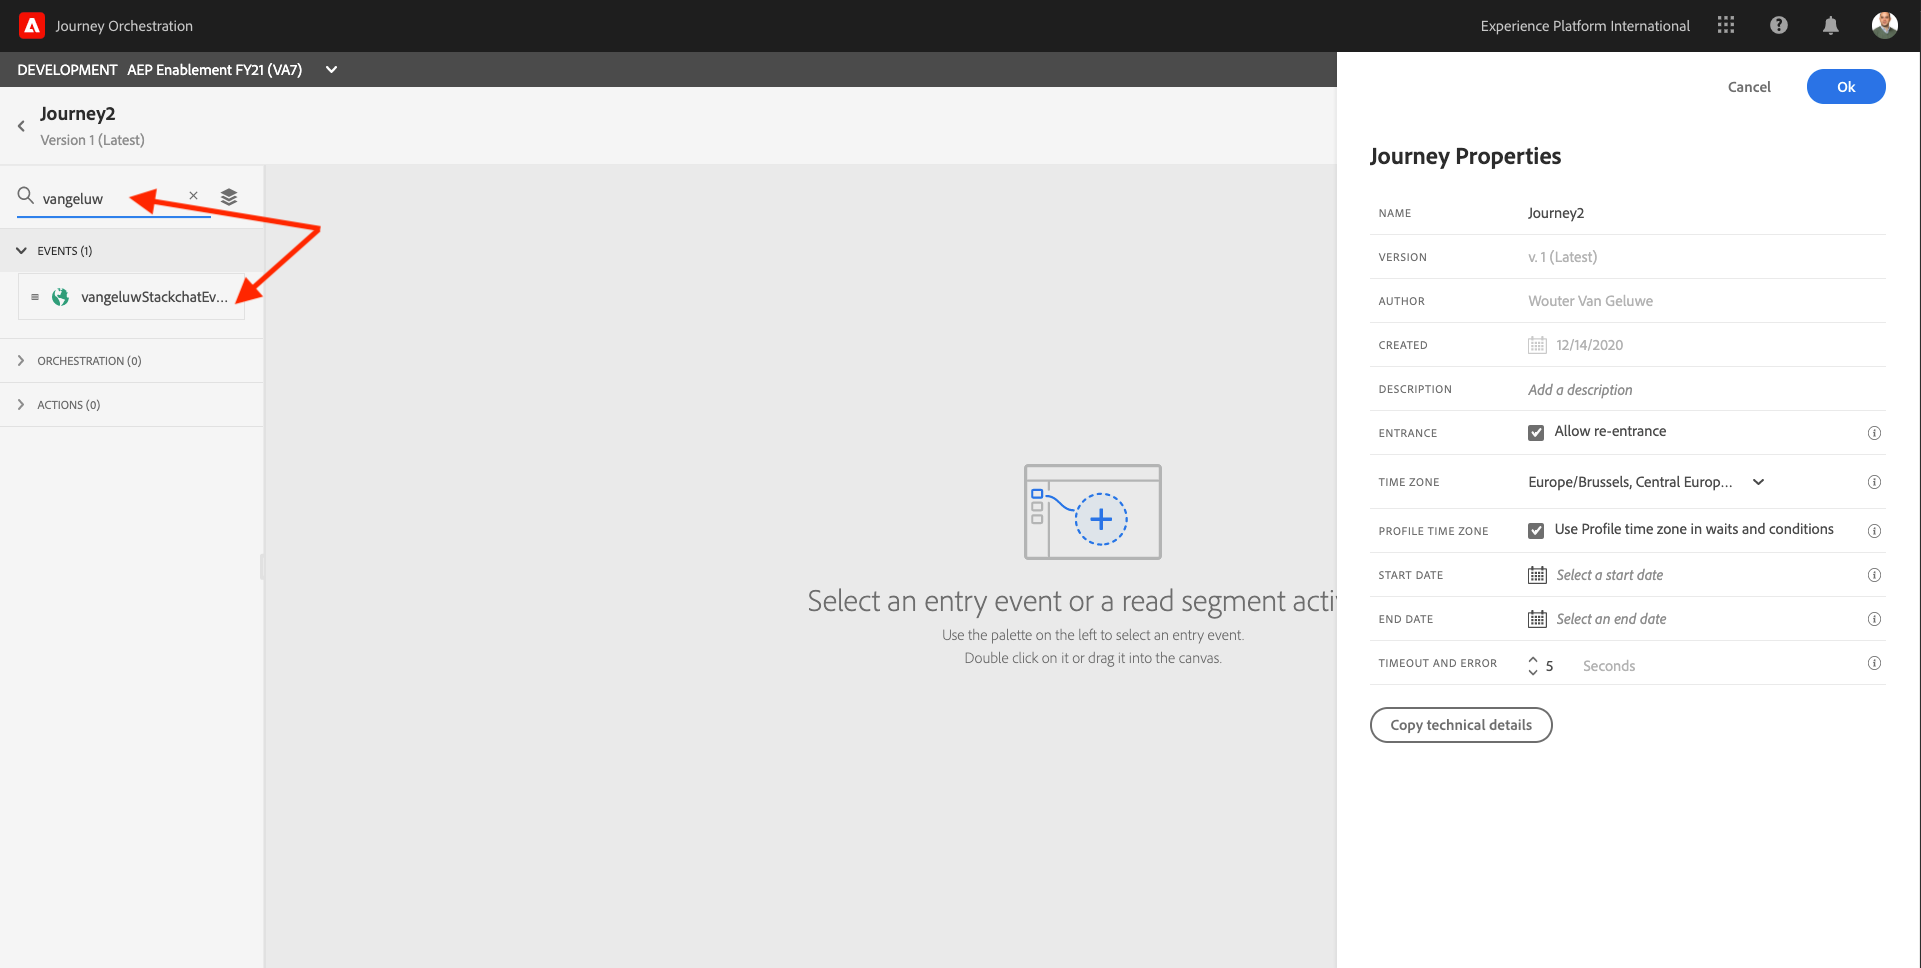 Journey Orchestration
Experience Platform International
DEVELOPMENT AEP Enablement FY21 (VA7)
Cancel
Ok
Journey2
Version 1 (Latest)
vangeluw
EVENTS (1)
vangeluwStackchatEv...
ORCHESTRATION (0)
ACTIONS (0)
Select an entry event or a read segment acti
Use the palette on the left to select an entry event.
Double click on it or drag it into the canvas.
Journey Properties
NAME Journey2
VERSION v. 1 (Latest)
AUTHOR Wouter Van Geluwe
CREATED 12/14/2020
DESCRIPTION Add a description
ENTRANCE Allow re-entrance
TIME ZONE Europe/Brussels, Central Europ...
PROFILE TIME ZONE Use Profile time zone in waits and conditions
START DATE Select a start date
END DATE Select an end date
TIMEOUT AND ERROR 5 Seconds
Copy technical details